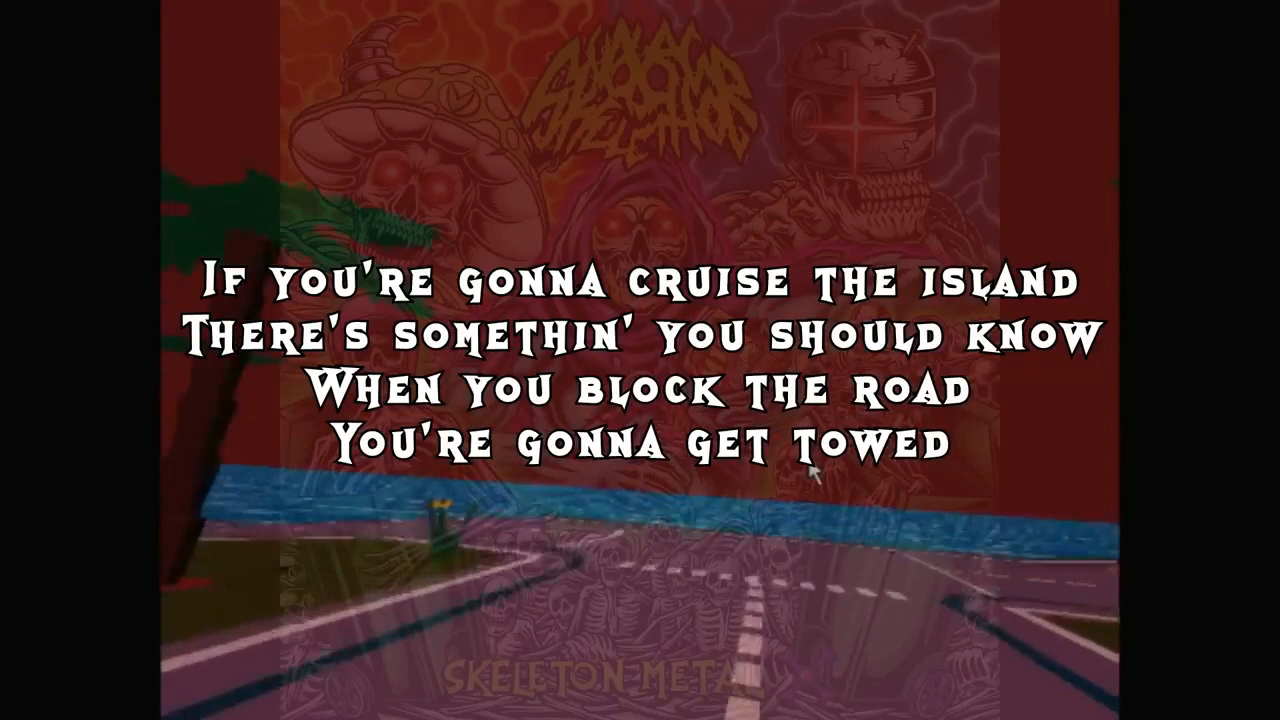 If you're gonna cruise the island
There's somethin' you should know
When you block the road
You're gonna get towed
Skeleton Metal